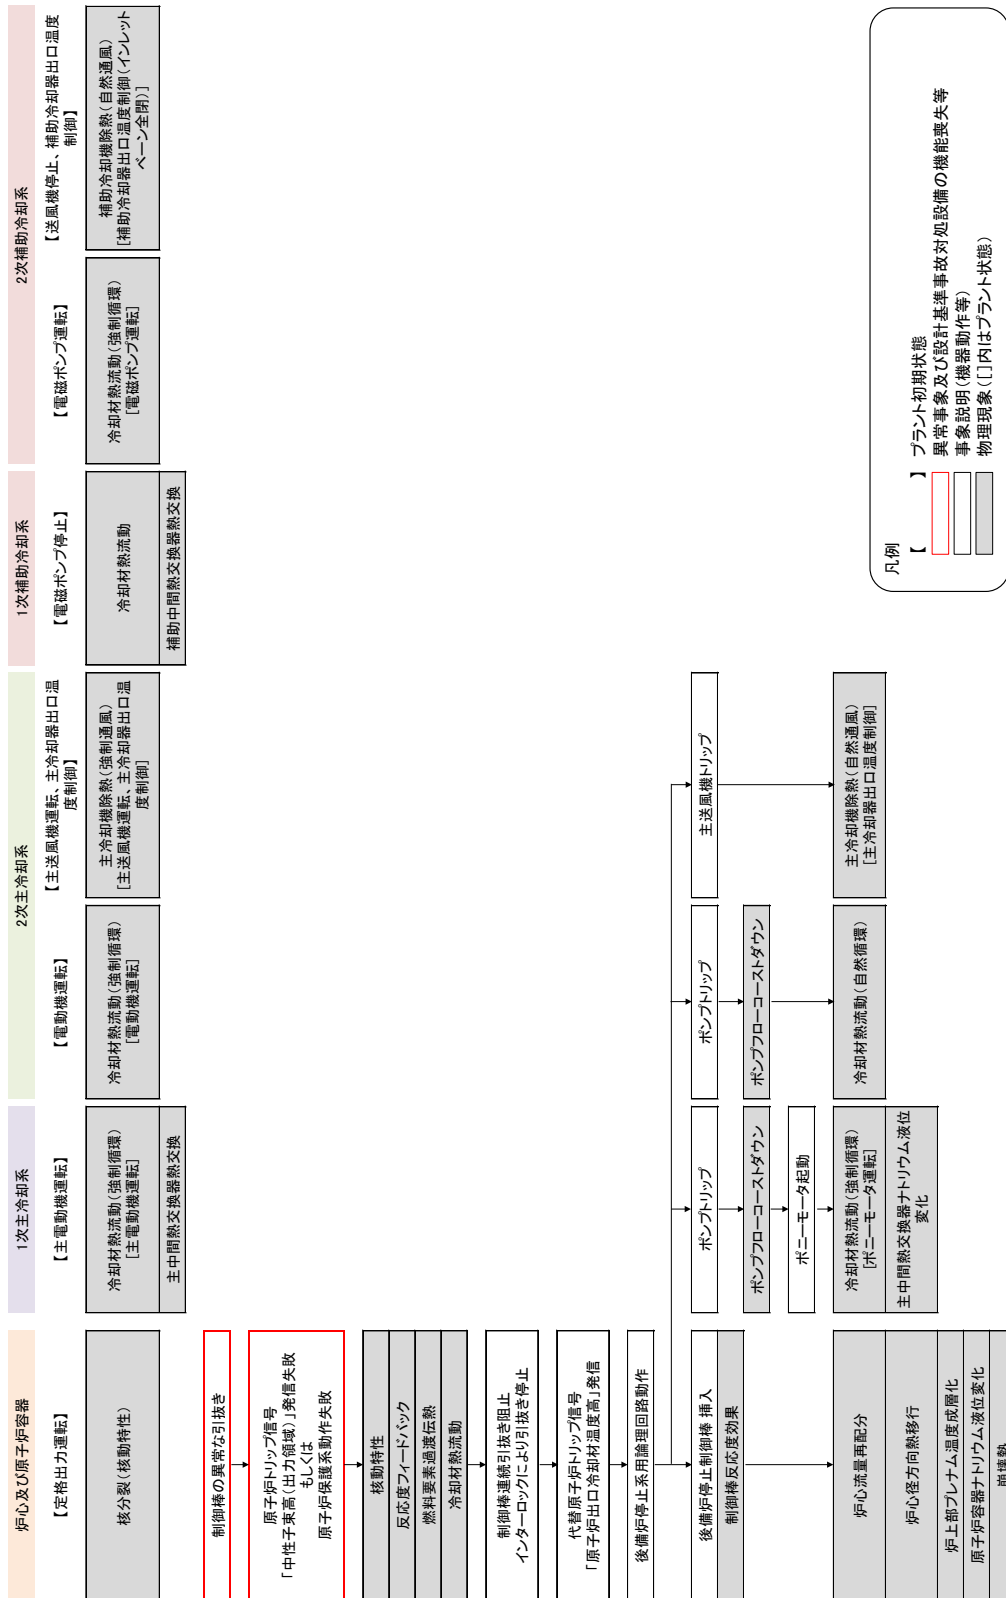 炉心及び原子炉容器
【定格出力運転】
核分裂(核動特性)
制御棒の異常な引抜き
原子炉トリップ信号
「中性子束高(出力領域)」発信失敗
もしくは
原子炉保護系動作失敗
核動特性
反応度フィードバック
燃料要素過渡伝熱
冷却材熱流動
制御棒連続引抜き阻止
インターロックにより引抜き停止
代替原子炉トリップ信号
「原子炉出口冷却材温度高」発信
後備炉停止系用論理回路動作
後備炉停止制御棒 挿入
制御棒反応度効果
炉心流量再配分
炉心径方向熱移行
炉上部プレナム温度成層化
原子炉容器ナトリウム液位変化
崩壊熱
1次主冷却系
【主電動機運転】
冷却材熱流動(強制循環)
[主電動機運転]
主中間熱交換器熱交換
ポンプトリップ
ポンプフローコーストダウン
ポニーモータ起動
冷却材熱流動(強制循環)
[ポニーモータ運転]
主中間熱交換器ナトリウム液位
変化
2次主冷却系
【電動機運転】
冷却材熱流動(強制循環)
[電動機運転]
ポンプトリップ
ポンプフローコーストダウン
冷却材熱流動(自然循環)
【主送風機運転、主冷却器出口温
度制御】
主冷却機除熱(強制通風)
[主送風機運転、主冷却器出口温
度制御]
主送風機トリップ
主冷却機除熱(自然通風)
[主冷却器出口温度制御]
1次補助冷却系
【電磁ポンプ停止】
冷却材熱流動
補助中間熱交換器熱交換
2次補助冷却系
【電磁ポンプ運転】
冷却材熱流動(強制循環)
[電磁ポンプ運転]
【送風機停止、補助冷却器出口温度
制御】
補助冷却機除熱(自然通風)
[補助冷却器出口温度制御(インレット
ベーン全閉)]
凡例
【 】 プラント初期状態
異常事象及び設計基準事故対処設備の機能喪失等
事象説明(機器動作等)
物理現象([]内はプラント状態)